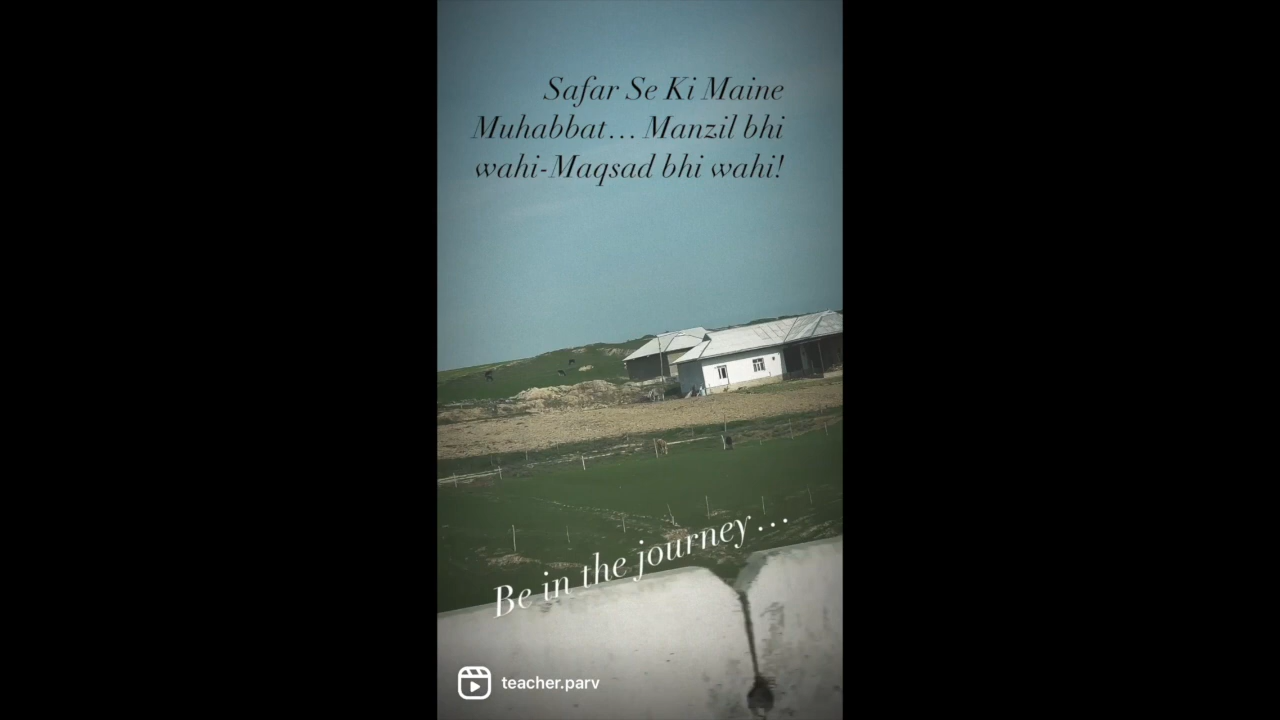 Safar Se Ki Maine
Muhabbat... Manzil bhi
wahi-Maqsad bhi wahi!
Be in the journey...
teacher.parv